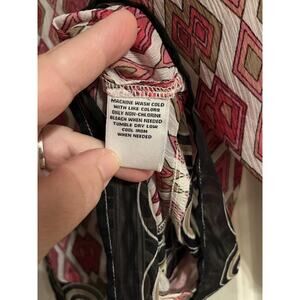 MACHINE WASH COLD
WITH LIKE COLORS
ONLY NON-CHLORINE
BLEACH WHEN NEEDED
TUMBLE DRY LOW
COOL IRON
WHEN NEEDED